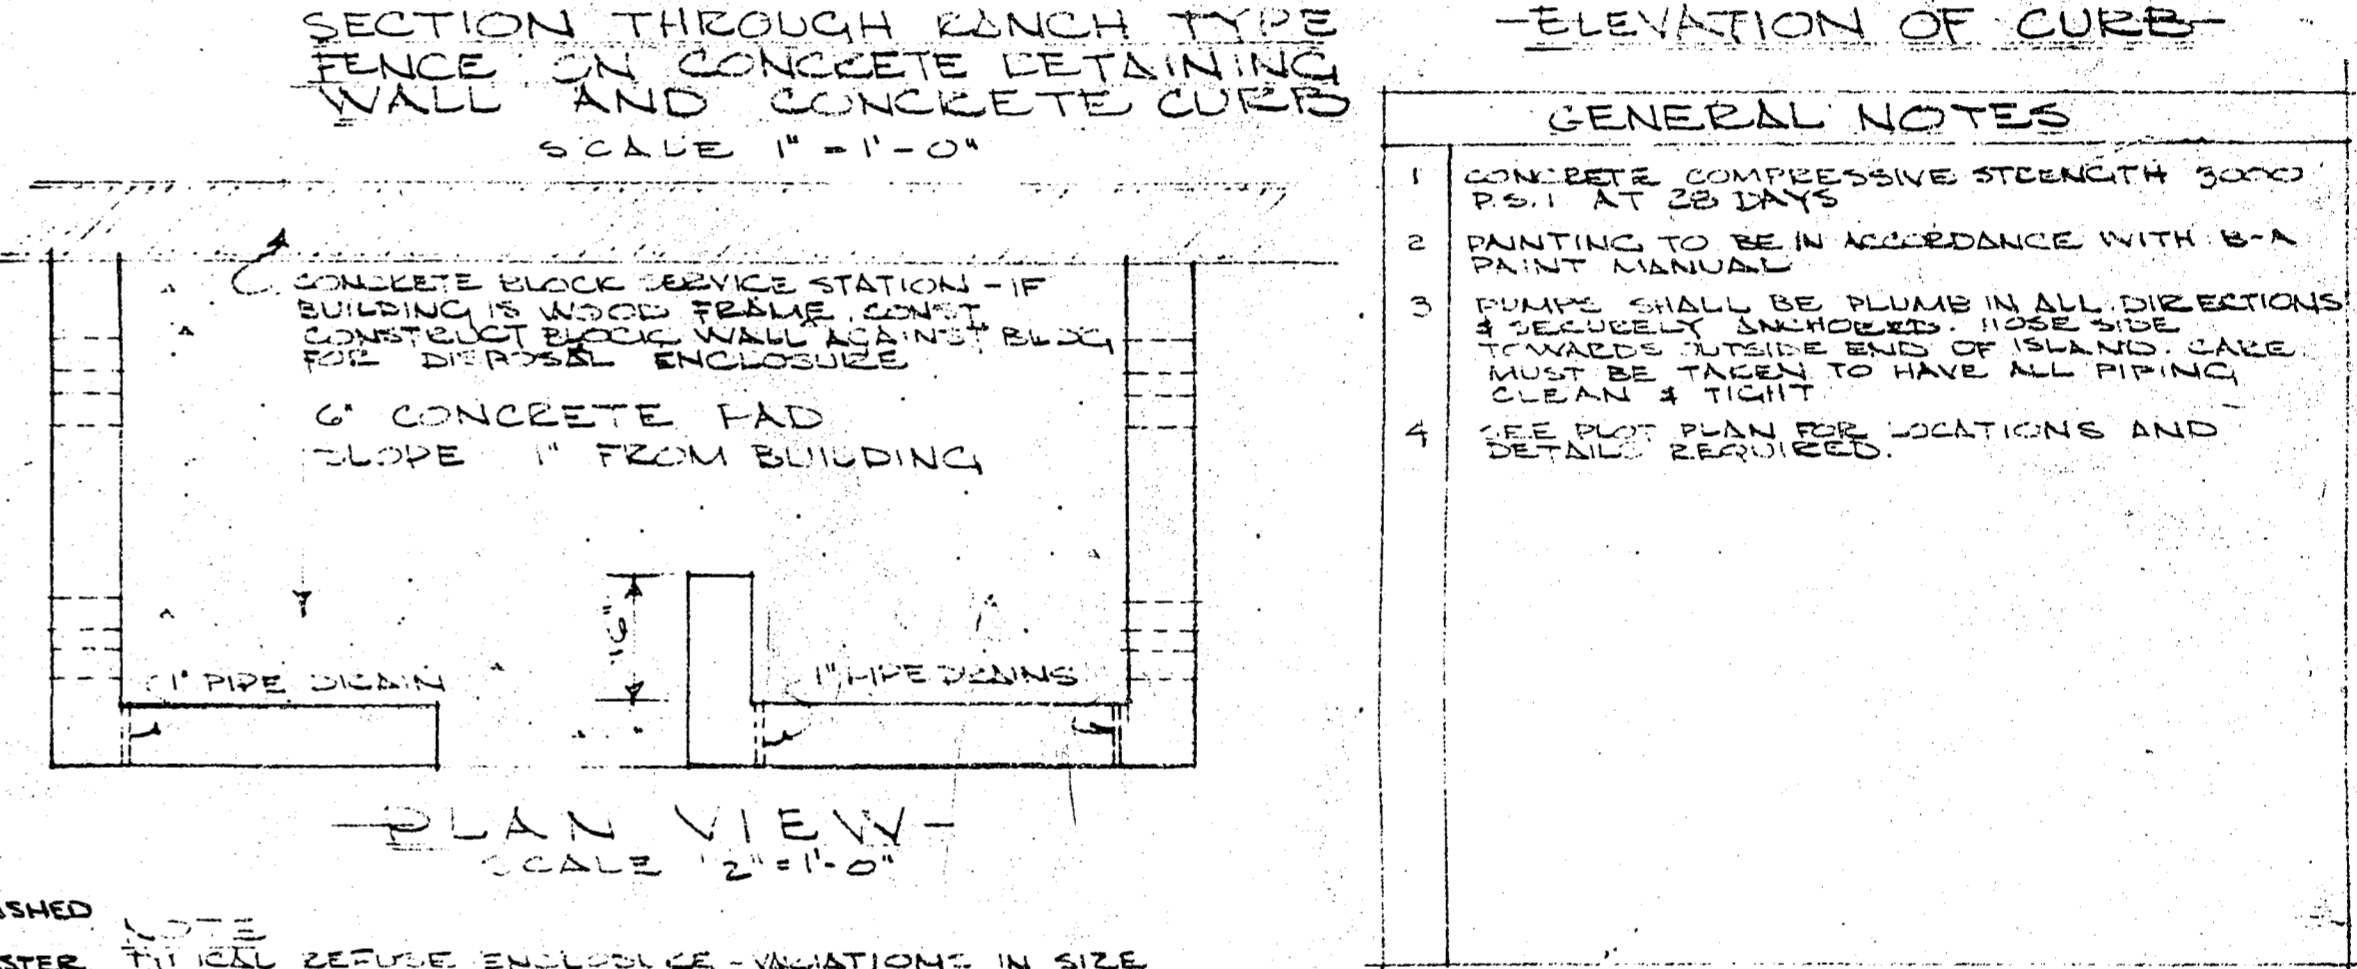 SECTION THROUGH RANCH TYPE
FENCE ON CONCRETE RETAINING
WALL AND CONCRETE CURB
SCALE 1" = 1'-0"
-ELEVATION OF CURB-
GENERAL NOTES
1 CONCRETE COMPRESSIVE STRENGTH 3000
P.S.I AT 28 DAYS
2 PAINTING TO BE IN ACCORDANCE WITH B-A
PAINT MANUAL
3 PUMPS SHALL BE PLUMB IN ALL DIRECTIONS
& SECURELY ANCHORED. HOSE SIDE
TOWARDS OUTSIDE END OF ISLAND. CARE
MUST BE TAKEN TO HAVE ALL PIPING
CLEAN & TIGHT
4 SEE PLOT PLAN FOR LOCATIONS AND
DETAILS REQUIRED.
CONCRETE BLOCK SERVICE STATION - IF
BUILDING IS WOOD FRAME, CONST
CONSTRUCT BLOCK WALL AGAINST BLDG
FOR DISPOSAL ENCLOSURE
6" CONCRETE PAD
SLOPE 1" FROM BUILDING
1" PIPE DRAIN
1" PIPE DRAINS
-PLAN VIEW-
SCALE 1/2" = 1'-0"
NOTE
TYPICAL REFUSE ENCLOSURE - VARIATIONS IN SIZE